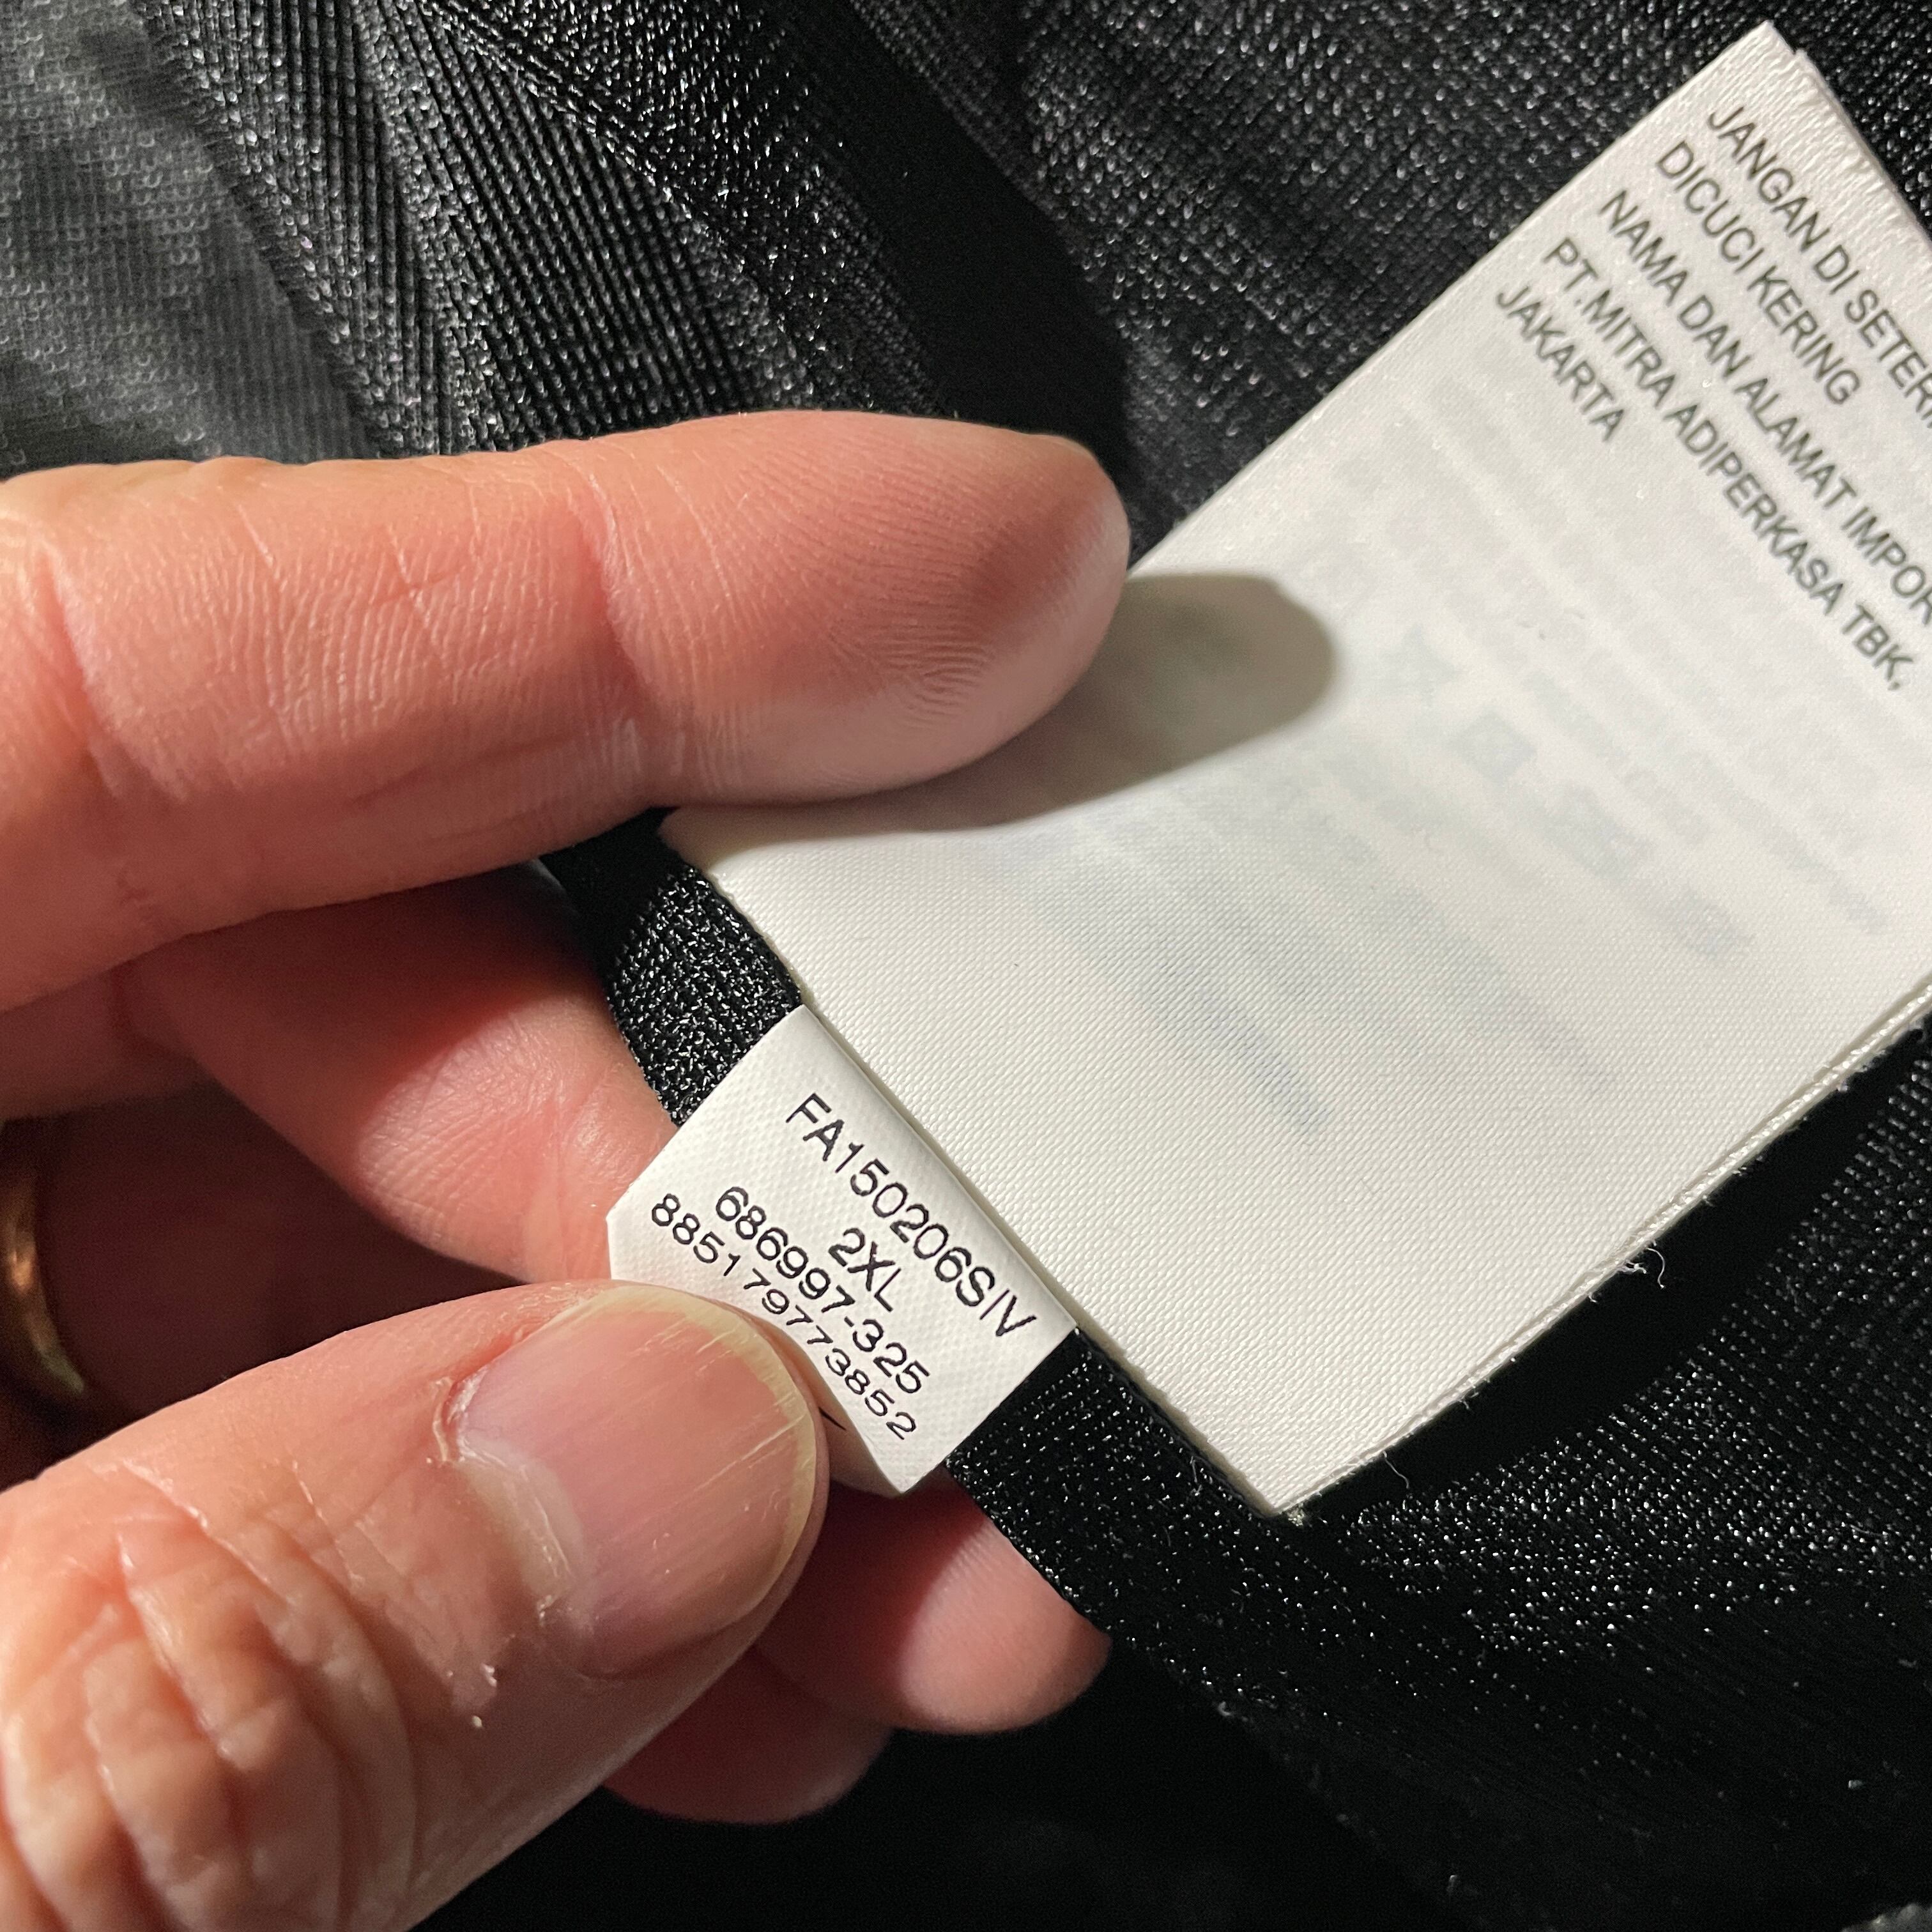 JANGAN DI SETER
DICUCI KERING
NAMA DAN ALAMAT IMPOR
PT.MITRA ADIPERKASA TBK,
JAKARTA
FA150206SIV
2XL
686997-325
885179773852